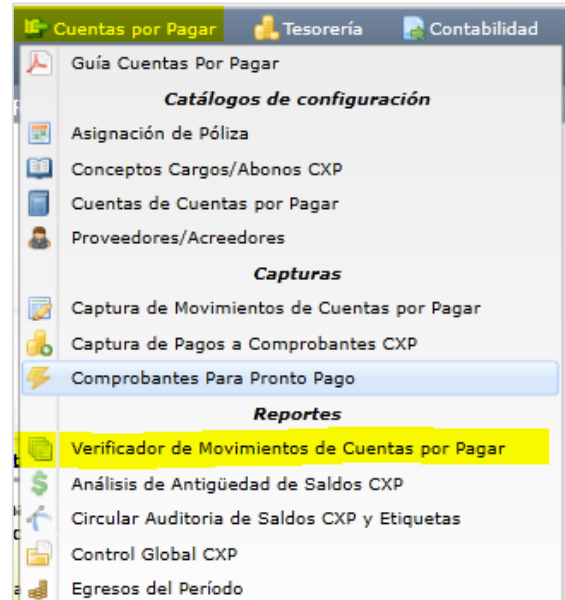 Cuentas por Pagar Tesorería Contabilidad
Guía Cuentas Por Pagar
Catálogos de configuración
Asignación de Póliza
Conceptos Cargos/Abonos CXP
Cuentas de Cuentas por Pagar
Proveedores/Acreedores
Capturas
Captura de Movimientos de Cuentas por Pagar
Captura de Pagos a Comprobantes CXP
Comprobantes Para Pronto Pago
Reportes
Verificador de Movimientos de Cuentas por Pagar
Análisis de Antigüedad de Saldos CXP
Circular Auditoria de Saldos CXP y Etiquetas
Control Global CXP
Egresos del Período